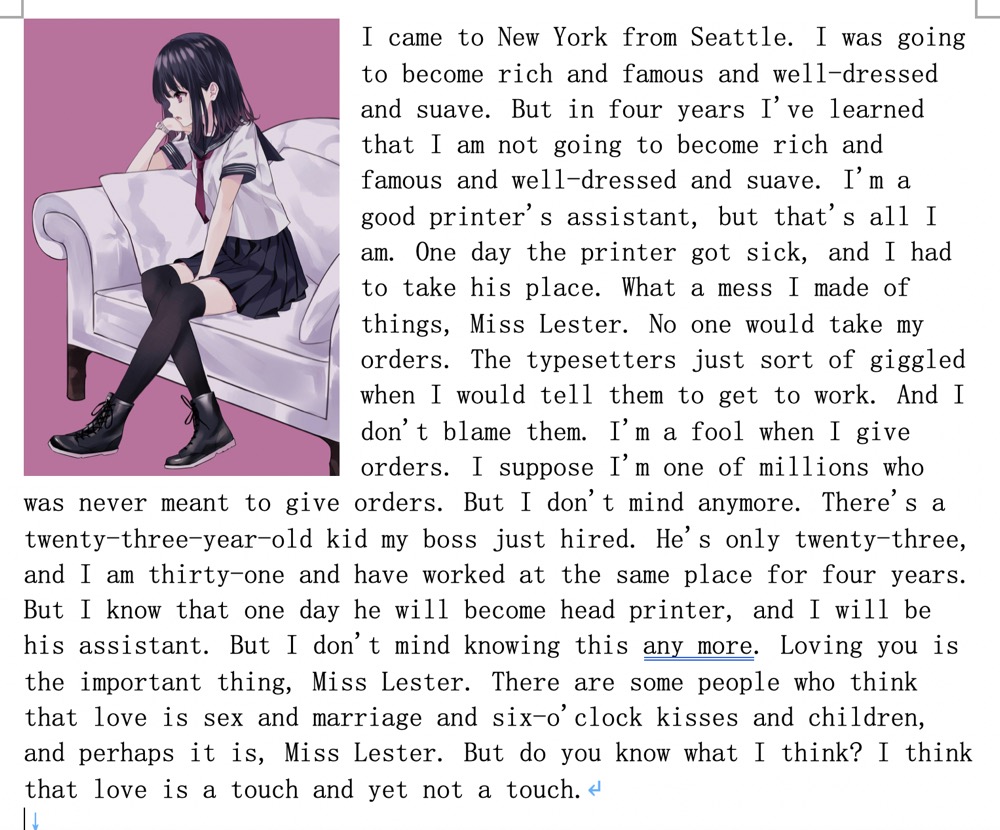 I came to New York from Seattle. I was going
to become rich and famous and well-dressed
and suave. But in four years I've learned
that I am not going to become rich and
famous and well-dressed and suave. I'm a
good printer's assistant, but that's all I
am. One day the printer got sick, and I had
to take his place. What a mess I made of
things, Miss Lester. No one would take my
orders. The typesetters just sort of giggled
when I would tell them to get to work. And I
don't blame them. I'm a fool when I give
orders. I suppose I'm one of millions who
was never meant to give orders. But I don't mind anymore. There's a
twenty-three-year-old kid my boss just hired. He's only twenty-three,
and I am thirty-one and have worked at the same place for four years.
But I know that one day he will become head printer, and I will be
his assistant. But I don't mind knowing this any more. Loving you is
the important thing, Miss Lester. There are some people who think
that love is sex and marriage and six-o'clock kisses and children,
and perhaps it is, Miss Lester. But do you know what I think? I think
that love is a touch and yet not a touch.